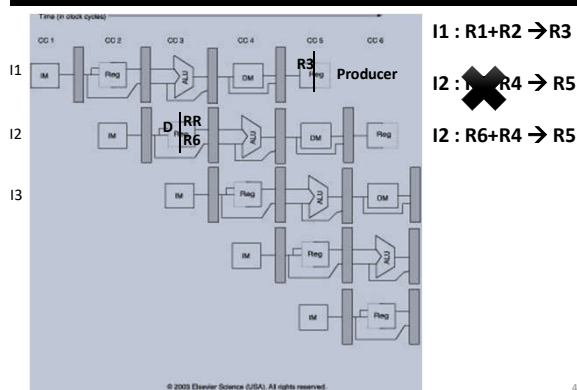 Time (in clock cycles)
CC 1 CC 2 CC 3 CC 4 CC 5 CC 6
I1 : R1+R2 → R3
I1 IM Reg ALU DM R3 Reg Producer
I2 : R4 → R5
I2 IM D Reg RR R6 ALU DM Reg
I2 : R6+R4 → R5
I3 IM Reg ALU DM
IM Reg ALU
IM Reg
© 2003 Elsevier Science (USA). All rights reserved.
4